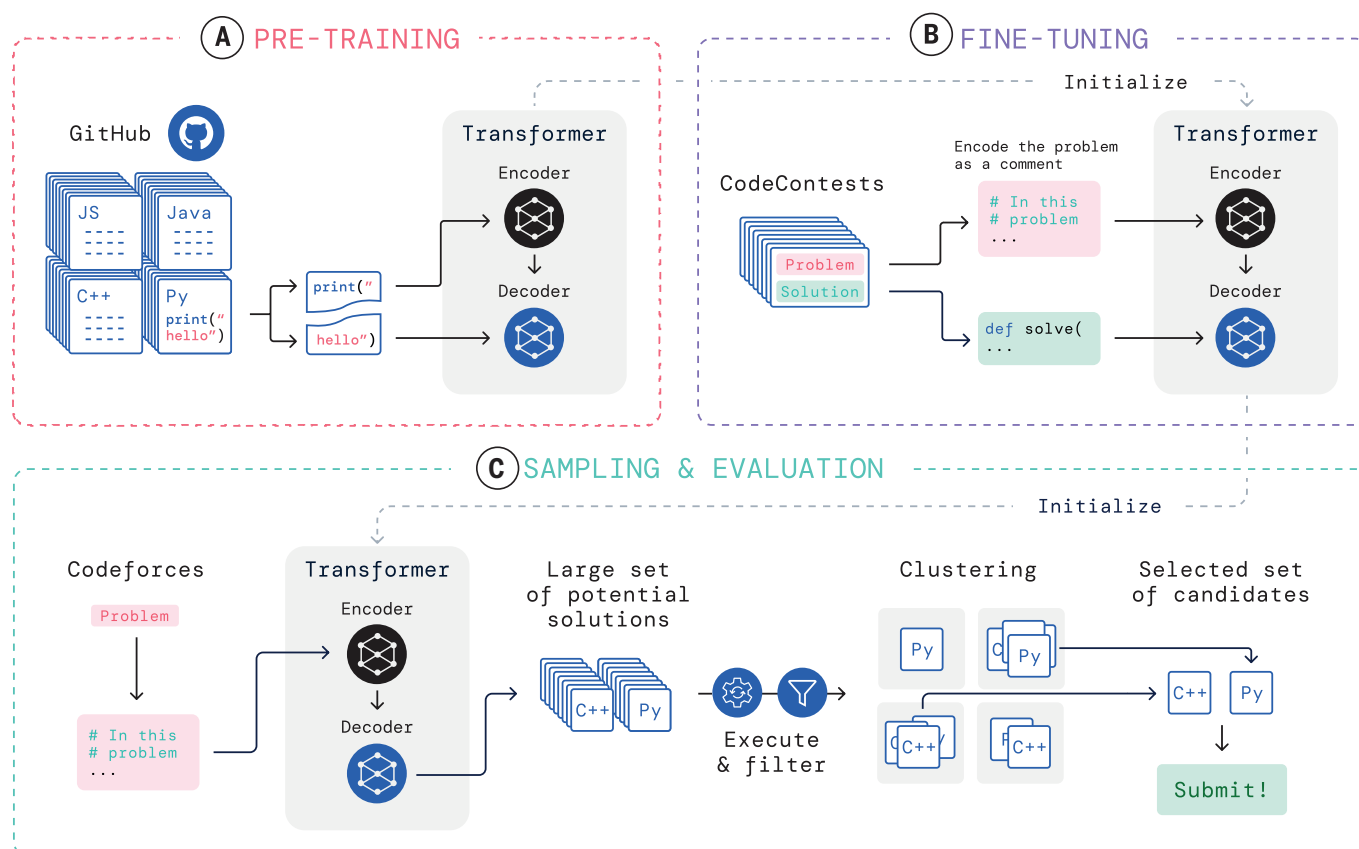 A PRE-TRAINING
GitHub
JS
Java
C++
Py
print("
hello")
print("
hello")
Transformer
Encoder
Decoder
B FINE-TUNING
Initialize
CodeContests
Problem
Solution
Encode the problem
as a comment
# In this
# problem
...
def solve(
...
Transformer
Encoder
Decoder
C SAMPLING & EVALUATION
Initialize
Codeforces
Problem
# In this
# problem
...
Transformer
Encoder
Decoder
Large set
of potential
solutions
C++
Py
Execute
& filter
Clustering
Py
C
Py
C++
C++
Selected set
of candidates
C++
Py
Submit!